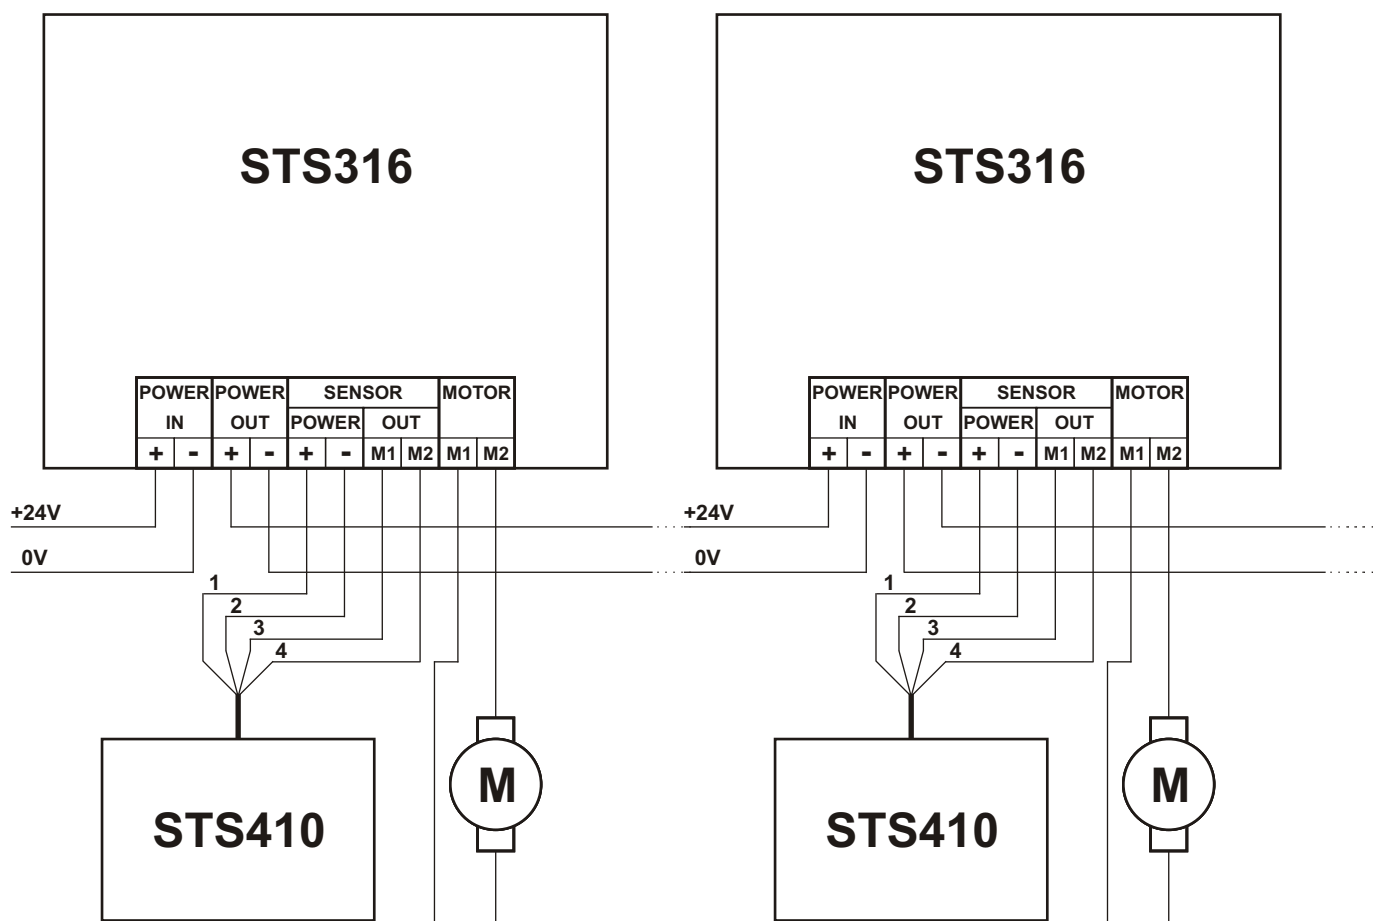 STS316
POWER POWER SENSOR MOTOR
IN OUT POWER OUT
+ - + - + - M1 M2 M1 M2
+24V
0V
1
2
3
4
STS410
M
STS316
POWER POWER SENSOR MOTOR
IN OUT POWER OUT
+ - + - + - M1 M2 M1 M2
+24V
0V
1
2
3
4
STS410
M